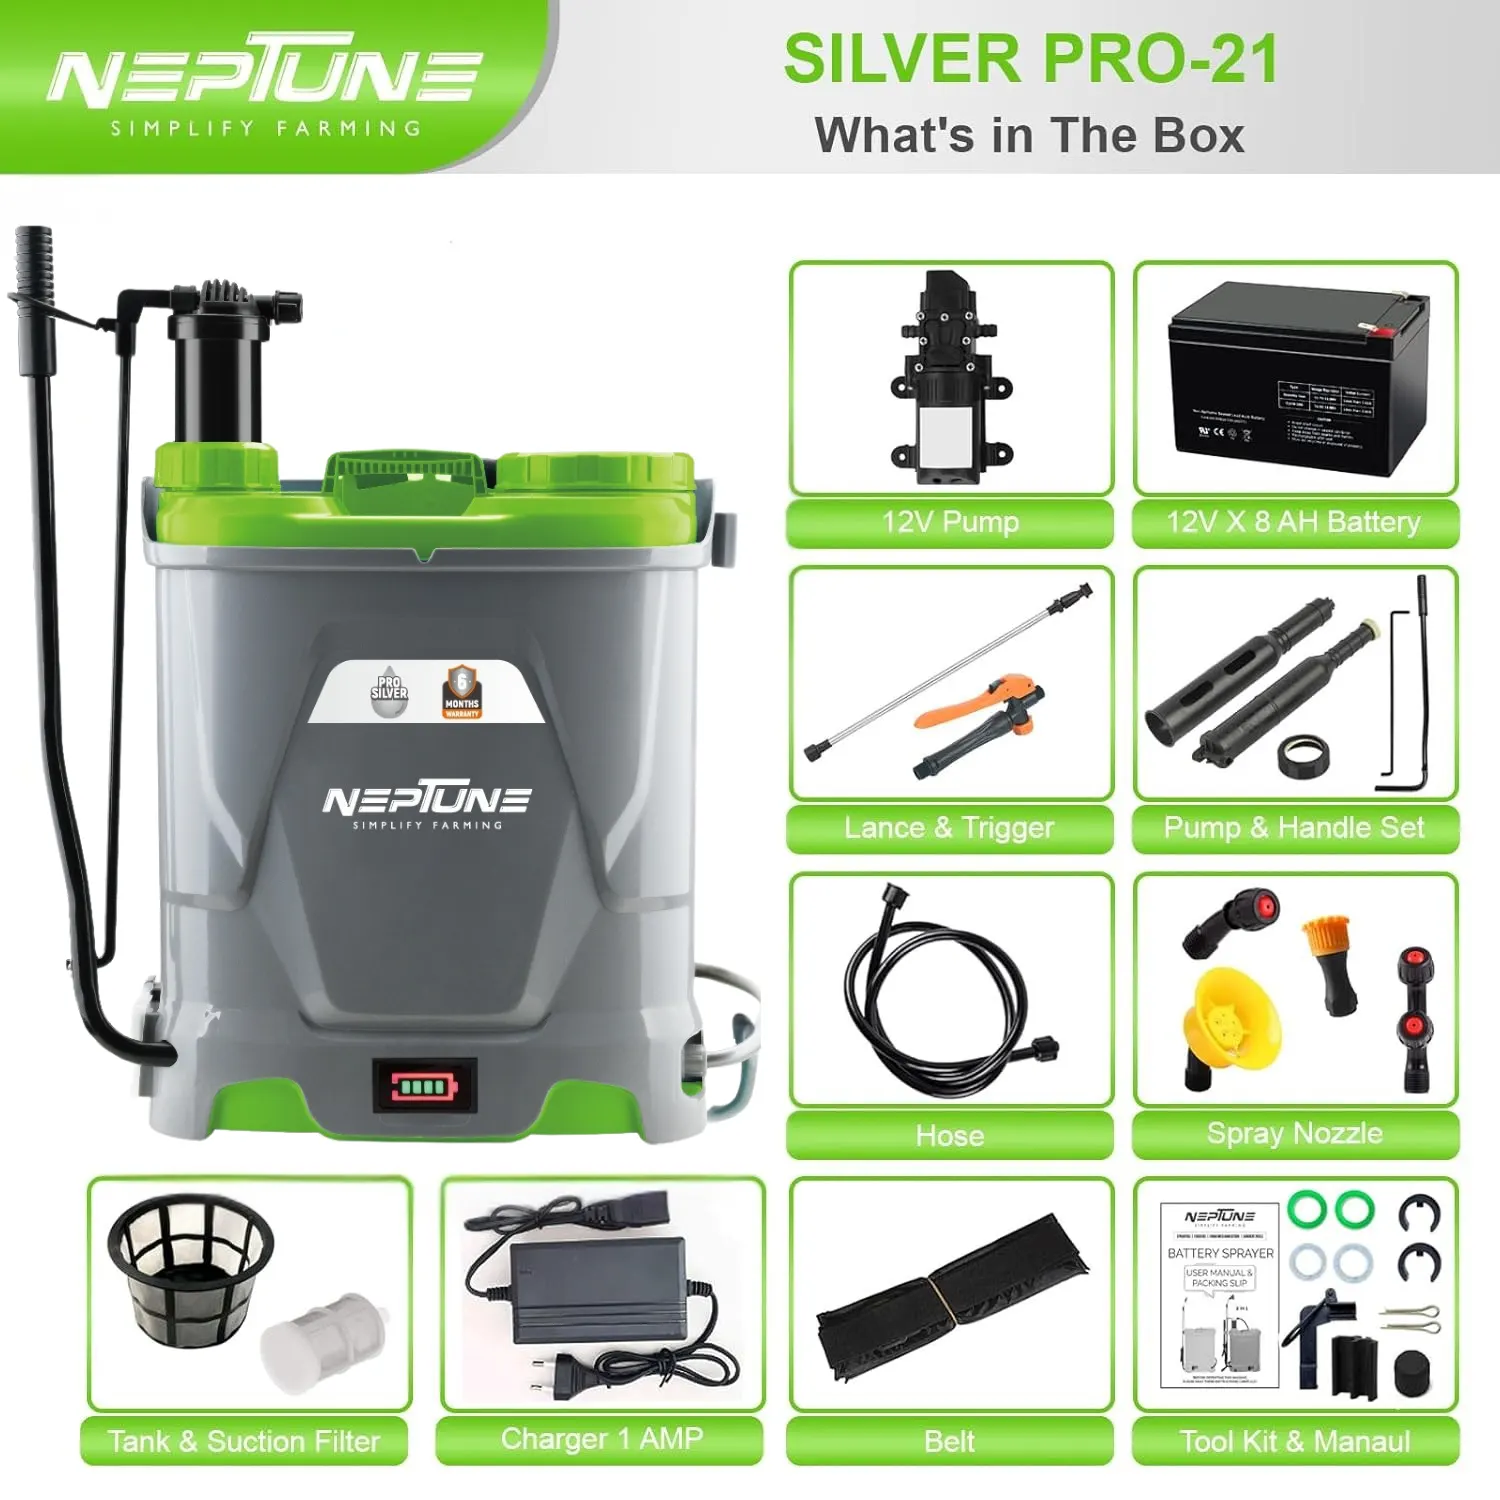 NEPTUNE
SIMPLIFY FARMING
SILVER PRO-21
What's in The Box
PRO
SILVER
6
MONTHS
WARRANTY
NEPTUNE
SIMPLIFY FARMING
12V Pump
12V X 8 AH Battery
Lance & Trigger
Pump & Handle Set
Hose
Spray Nozzle
Tank & Suction Filter
Charger 1 AMP
Belt
NEPTUNE
SIMPLIFY FARMING
BATTERY SPRAYER
USER MANUAL &
PACKING SLIP
Tool Kit & Manaul